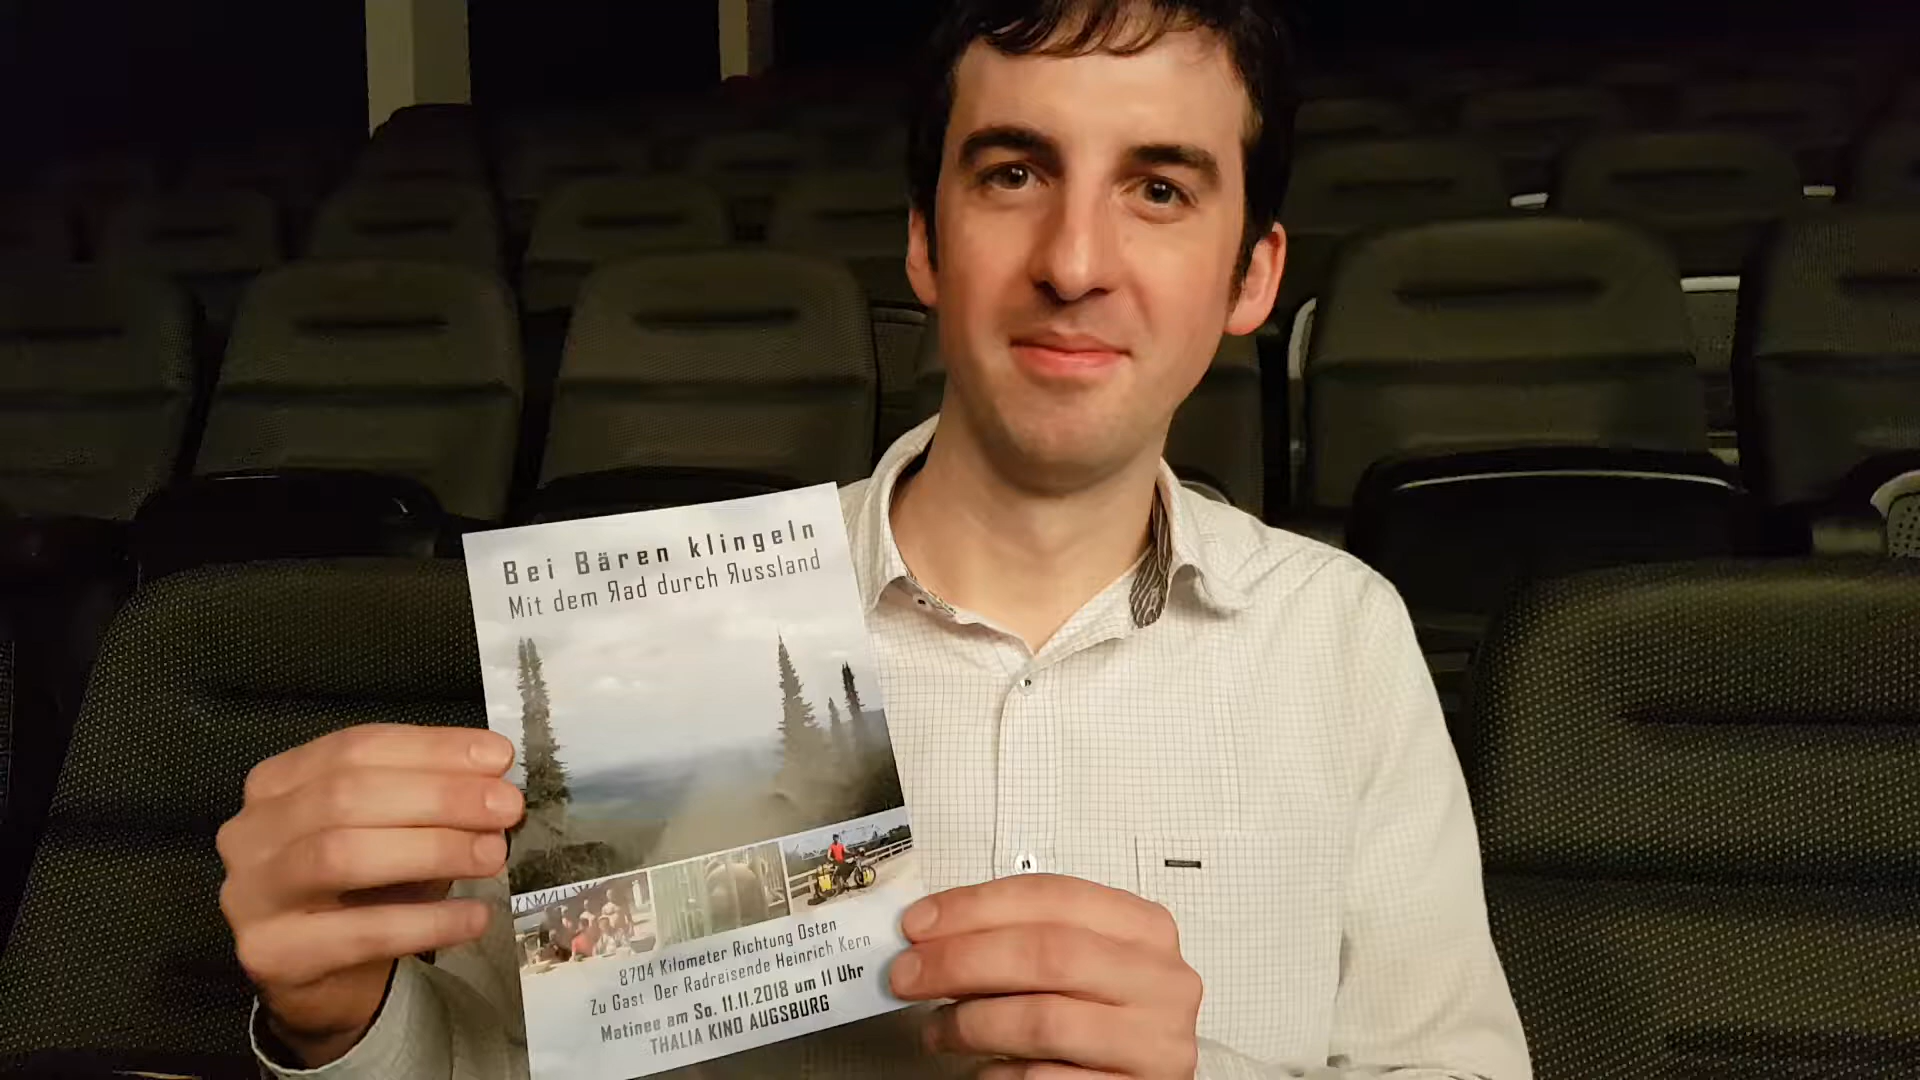 Bei Bären klingeln
Mit dem Яad durch Яussland
8704 Kilometer Richtung Osten
Zu Gast Der Radreisende Heinrich Kern
Matinee am So. 11.11.2018 um 11 Uhr
THALIA KINO AUGSBURG